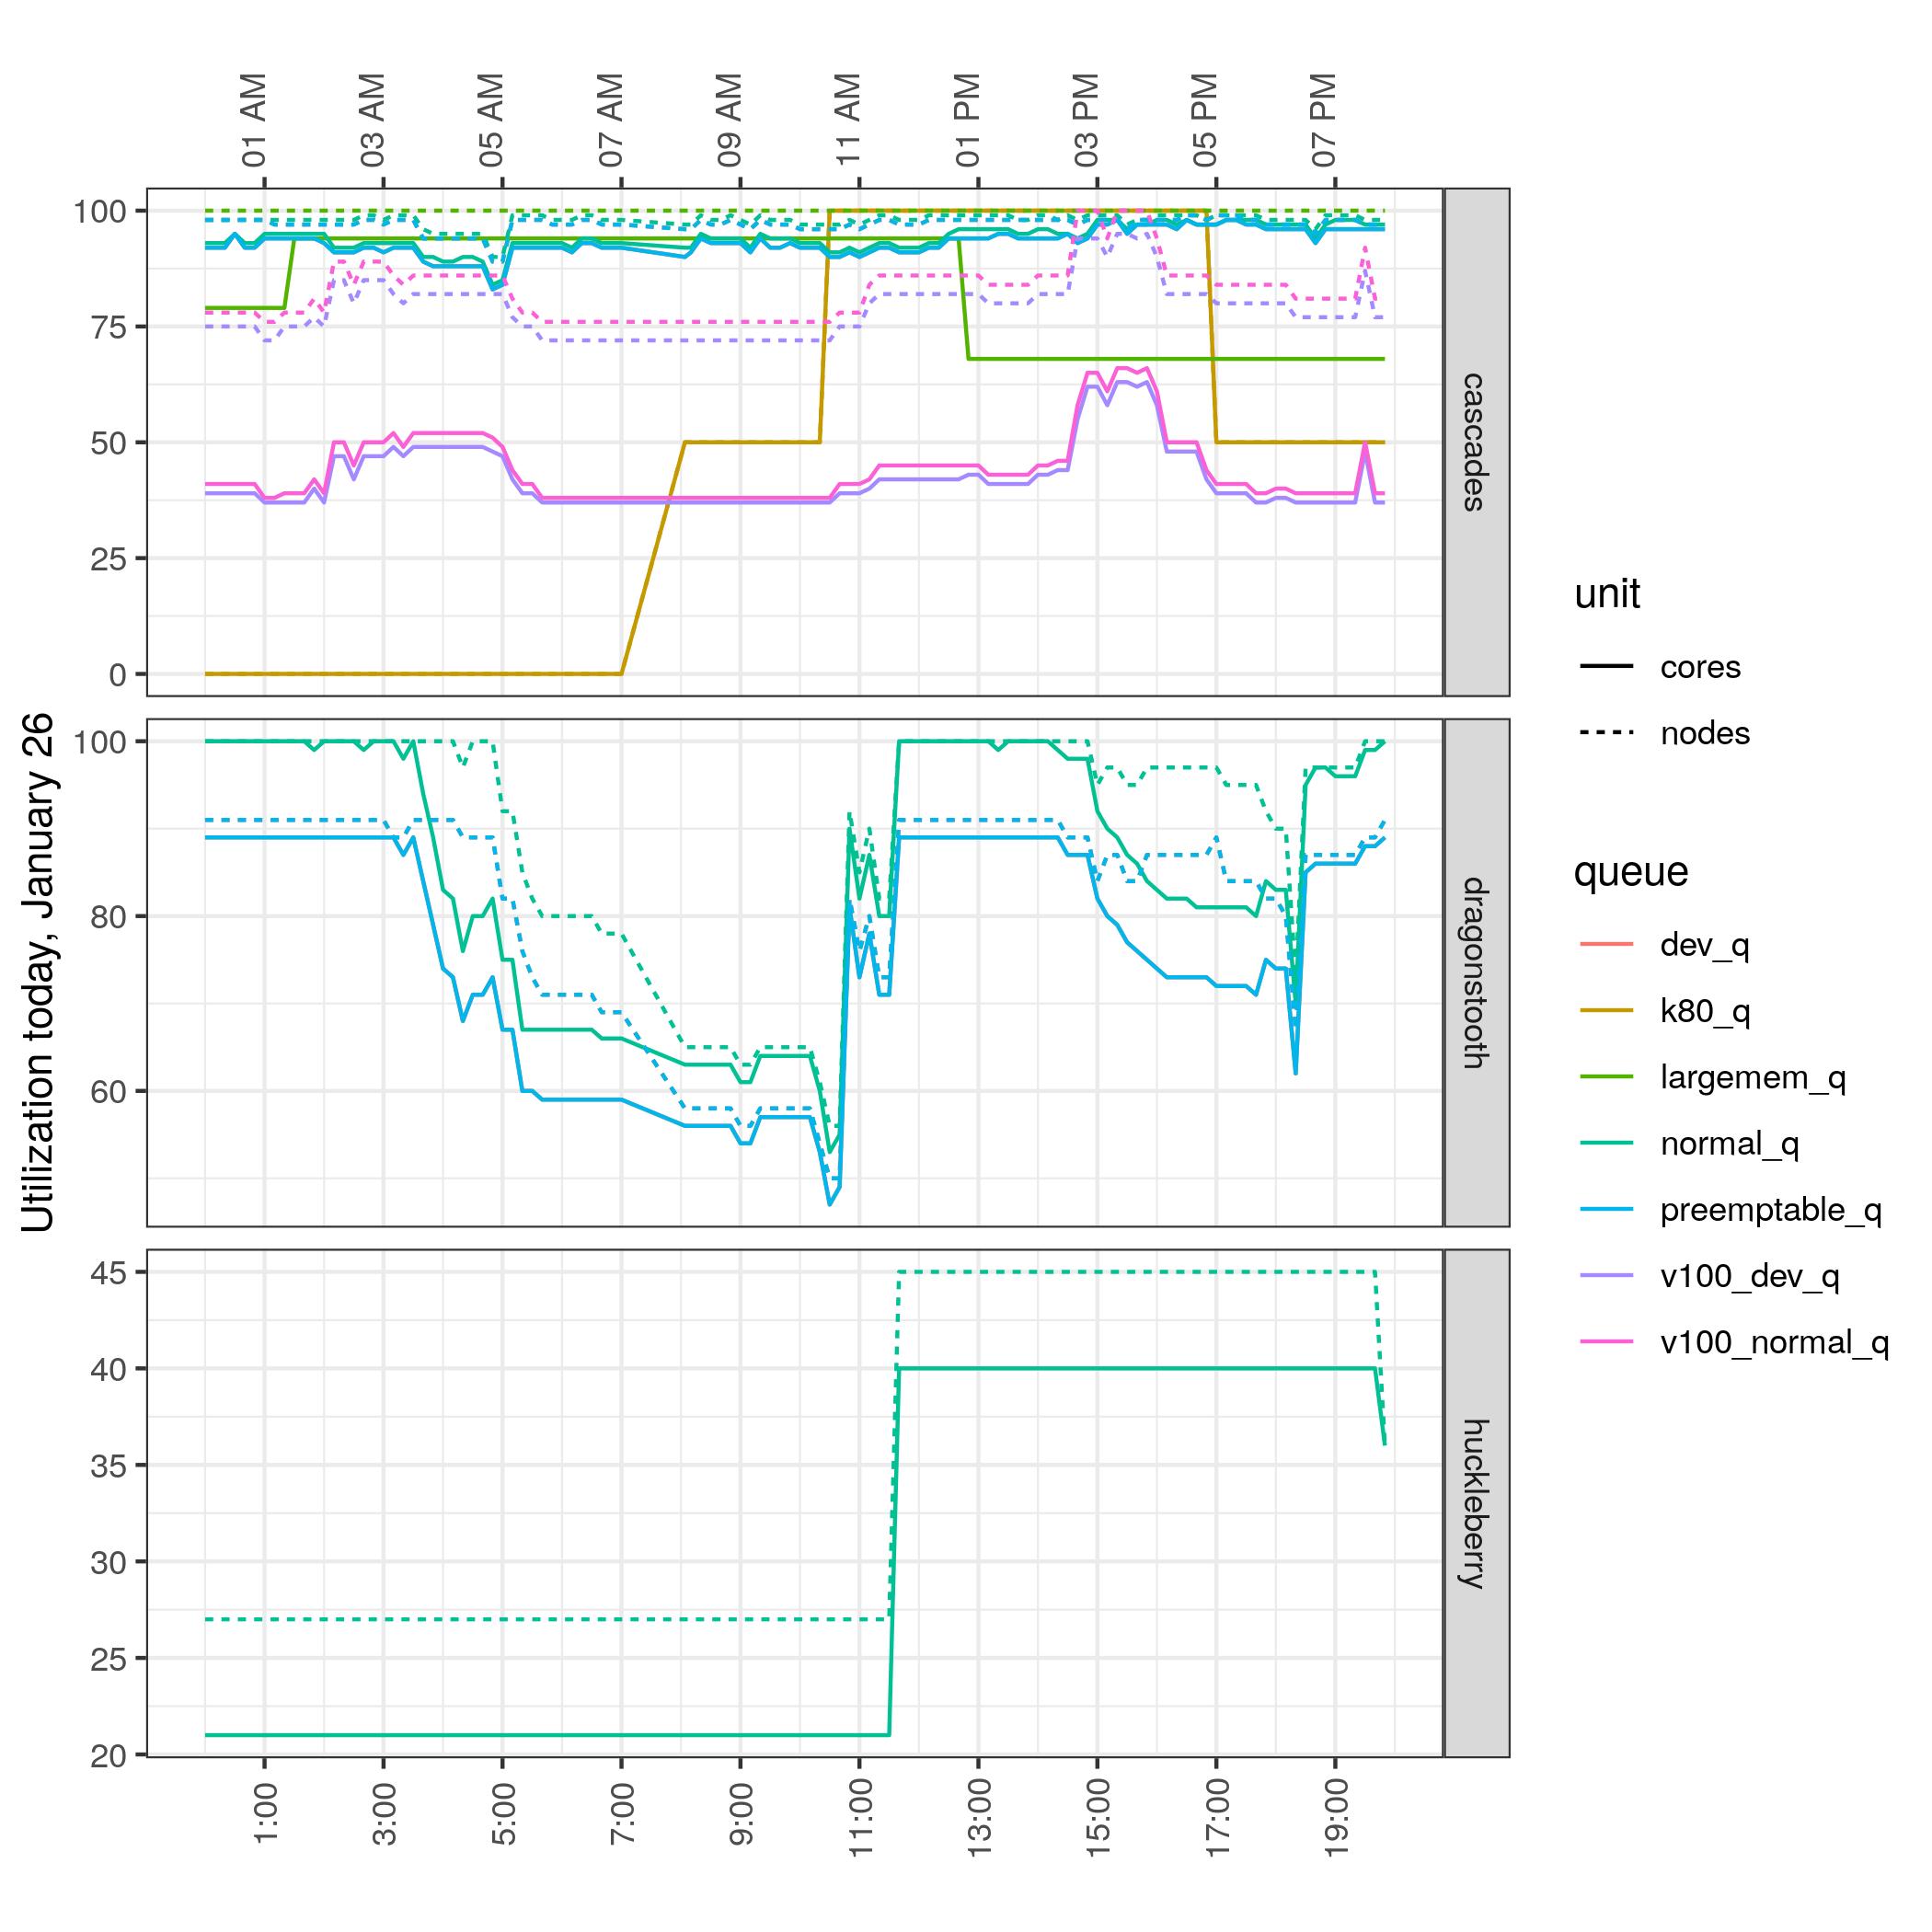 01 AM
03 AM
05 AM
07 AM
09 AM
11 AM
01 PM
03 PM
05 PM
07 PM
Utilization today, January 26
100
75
50
25
0
cascades
100
80
60
dragonstooth
45
40
35
30
25
20
huckleberry
1:00
3:00
5:00
7:00
9:00
11:00
13:00
15:00
17:00
19:00
unit
cores
nodes
queue
dev_q
k80_q
largemem_q
normal_q
preemptable_q
v100_dev_q
v100_normal_q